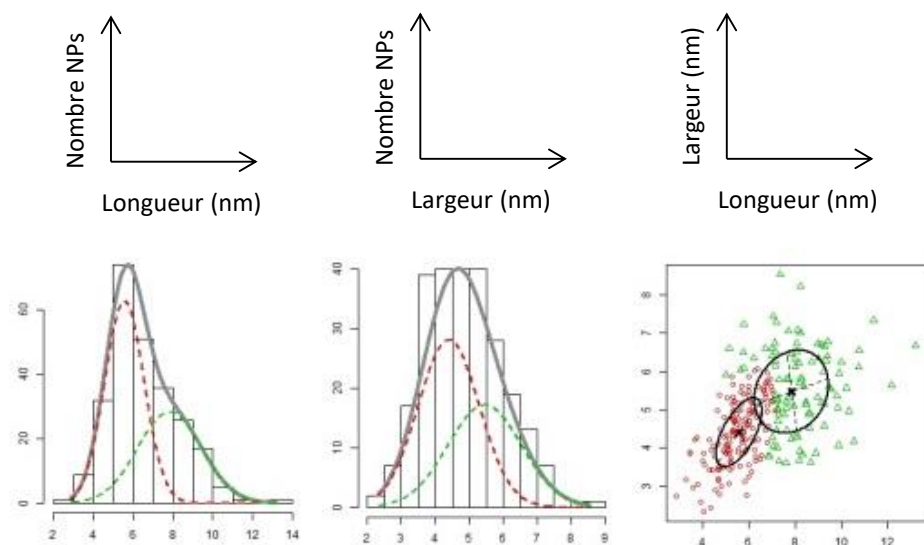 Nombre NPs
Longueur (nm)
Nombre NPs
Largeur (nm)
Largeur (nm)
Longueur (nm)
0 20 40 60
2 4 6 8 10 12 14
0 10 20 30 40
2 3 4 5 6 7 8 9
3 4 5 6 7 8
4 6 8 10 12